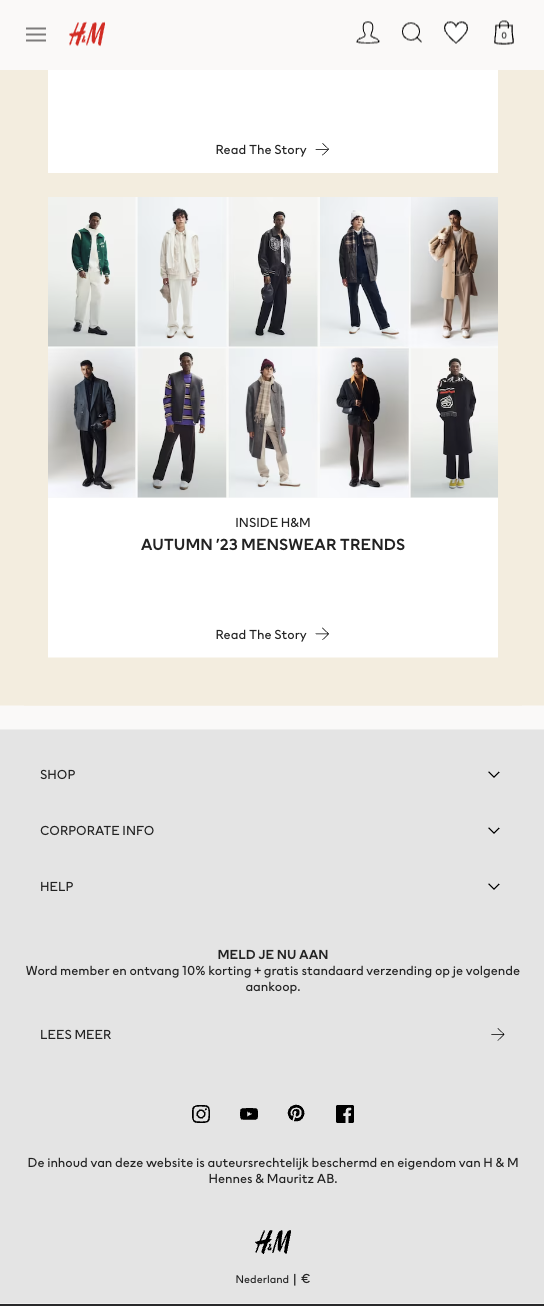 H&M
0
Read The Story
INSIDE H&M
AUTUMN '23 MENSWEAR TRENDS
Read The Story
SHOP
CORPORATE INFO
HELP
MELD JE NU AAN
Word member en ontvang 10% korting + gratis standaard verzending op je volgende
aankoop.
LEES MEER
De inhoud van deze website is auteursrechtelijk beschermd en eigendom van H & M
Hennes & Mauritz AB.
H&M
Nederland | €